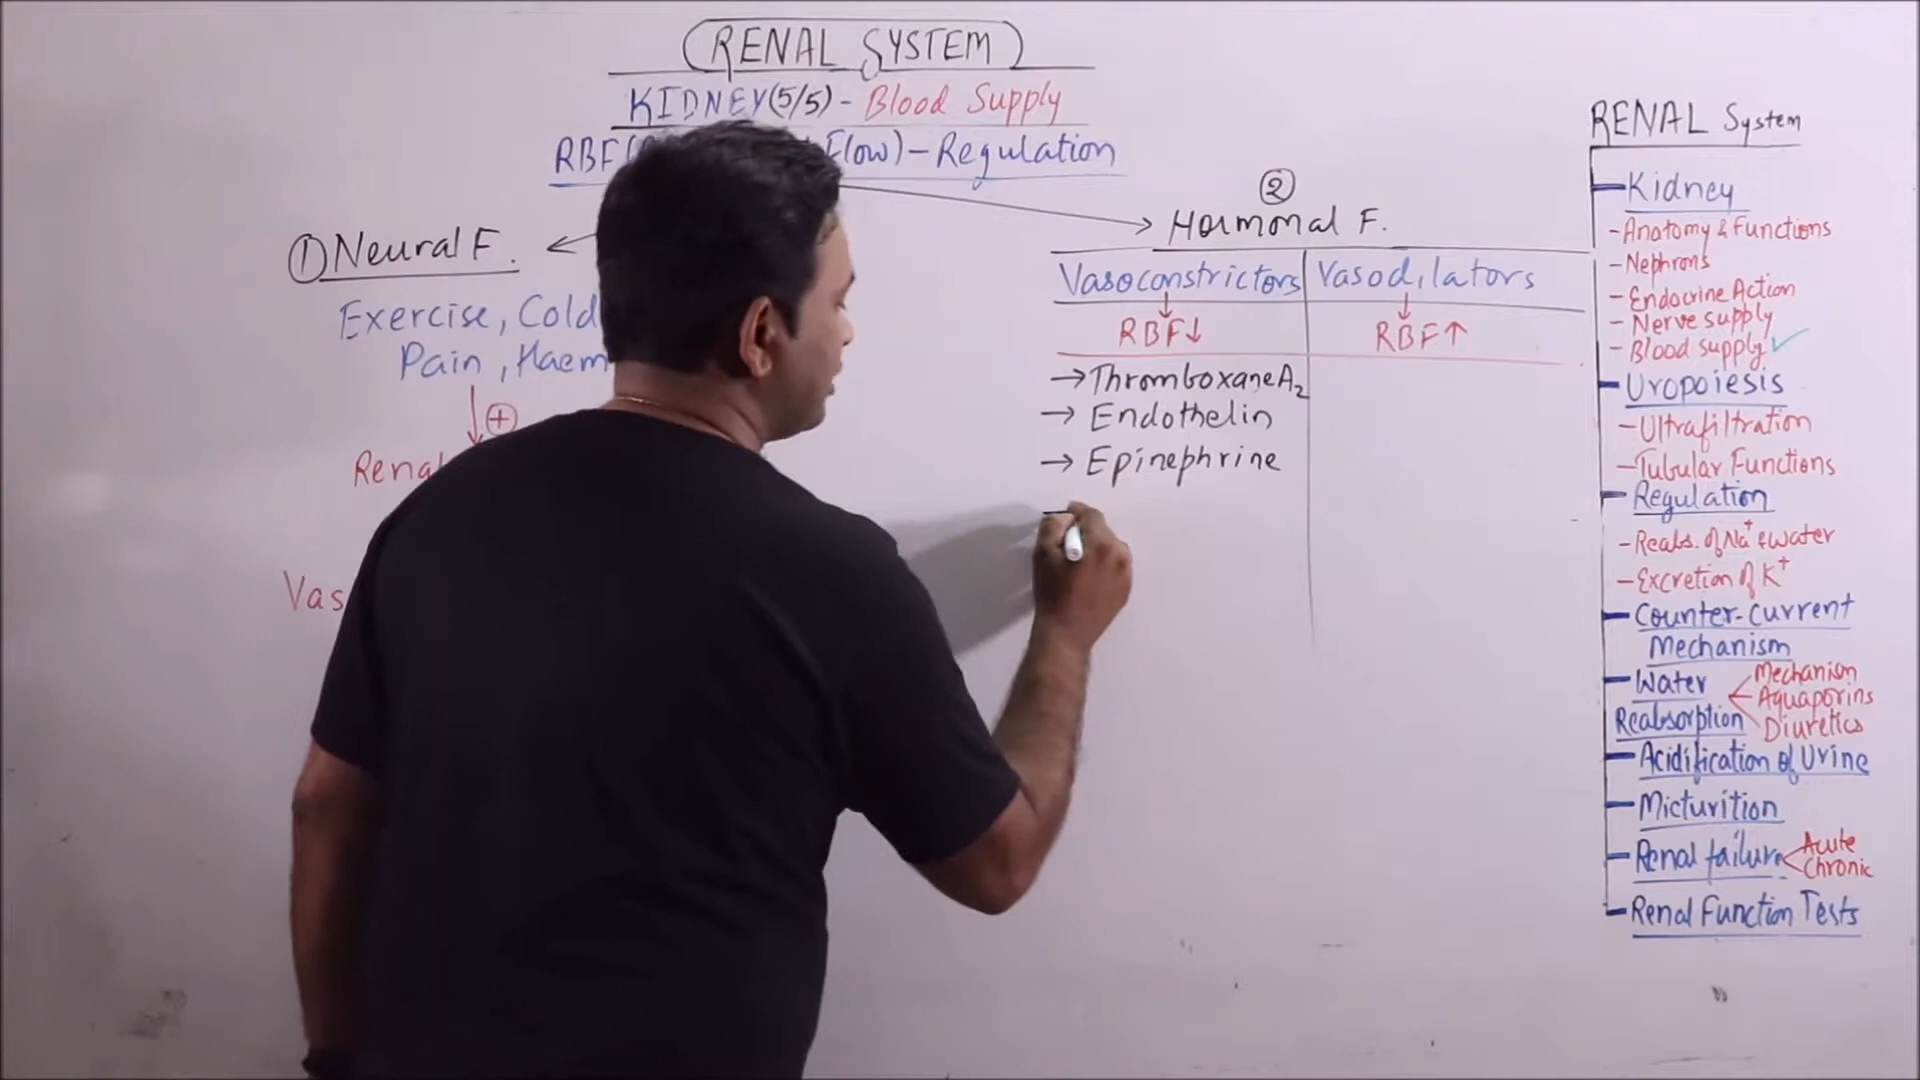 RENAL SYSTEM
KIDNEY(5/5) - Blood Supply
RBF Flow) - Regulation
① Neural F.
Exercise, Cold
Pain, Haem
↓ ⊕
Renal
Vas
②
Hormonal F.
Vasoconstrictors Vasodilators
↓ ↓
RBF↓ RBF↑
→ Thromboxane A₂
→ Endothelin
→ Epinephrine
RENAL System
- Kidney
- Anatomy & Functions
- Nephrons
- Endocrine Action
- Nerve supply
- Blood supply ✓
- Uropoiesis
- Ultrafiltration
- Tubular Functions
- Regulation
- Reabs. of Na⁺ & water
- Excretion of K⁺
- Counter-current
Mechanism
- Water Mechanism
Aquaporins
Reabsorption Diuretics
- Acidification of Urine
- Micturition
- Renal failure Acute
Chronic
- Renal Function Tests